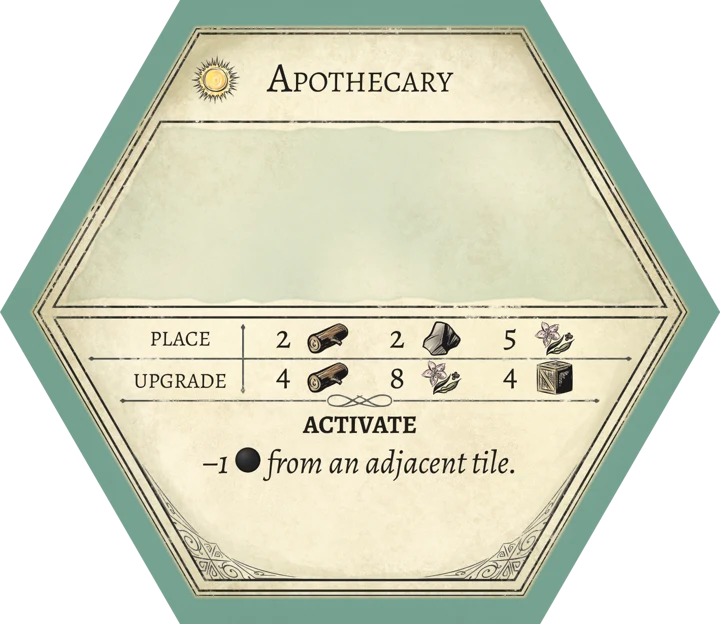 APOTHECARY
PLACE 2 2 5
UPGRADE 4 8 4
ACTIVATE
–1 from an adjacent tile.